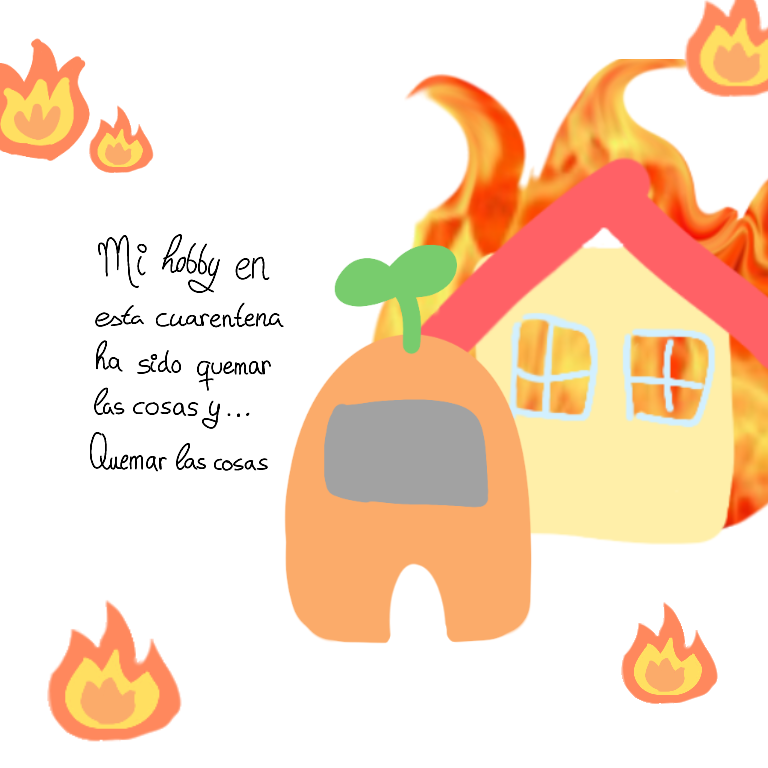 Mi hobby en
esta cuarentena
ha sido quemar
las cosas y...
Quemar las cosas